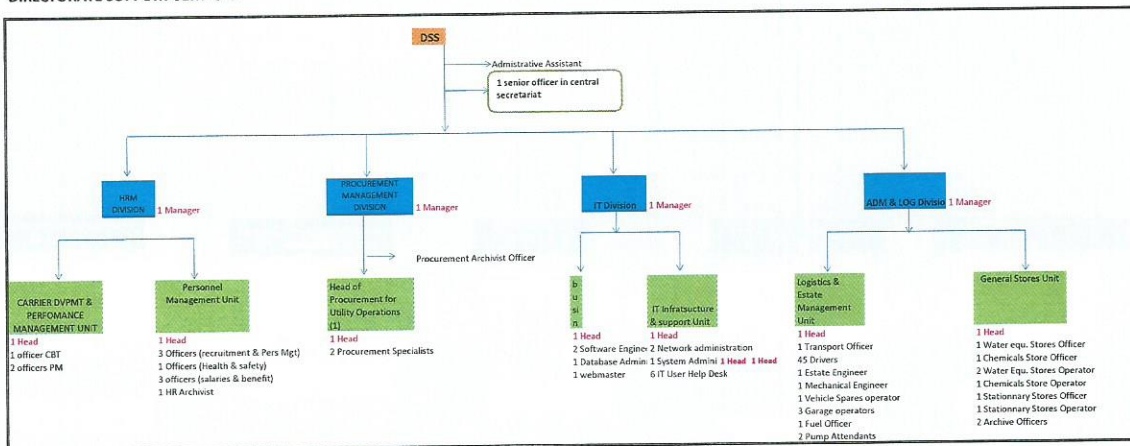 DSS
Admistrative Assistant
1 senior officer in central
secretariat
HRM
DIVISION
1 Manager
PROCUREMENT
MANAGEMENT
DIVISION
1 Manager
IT Division
1 Manager
ADM & LOG Divisio
1 Manager
Procurement Archivist Officer
CARRIER DVPMT &
PERFOMANCE
MANAGEMENT UNIT
1 Head
1 officer CBT
2 officers PM
Personnel
Management Unit
1 Head
3 Officers (recruitment & Pers Mgt)
1 Officers (Health & safety)
3 officers (salaries & benefit)
1 HR Archivist
Head of
Procurement for
Utility Operations
(1)
1 Head
2 Procurement Specialists
b
u
si
n
1 Head
2 Software Engine
1 Database Admin
1 webmaster
IT Infratsucture
& support Unit
1 Head
2 Network administration
1 System Admini 1 Head 1 Head
6 IT User Help Desk
Logistics &
Estate
Management
Unit
1 Head
1 Transport Officer
45 Drivers
1 Estate Engineer
1 Mechanical Engineer
1 Vehicle Spares operator
3 Garage operators
1 Fuel Officer
2 Pump Attendants
General Stores Unit
1 Head
1 Water equ. Stores Officer
1 Chemicals Store Officer
2 Water Equ. Stores Operator
1 Chemicals Store Operator
1 Stationnary Stores Officer
1 Stationnary Stores Operator
2 Archive Officers